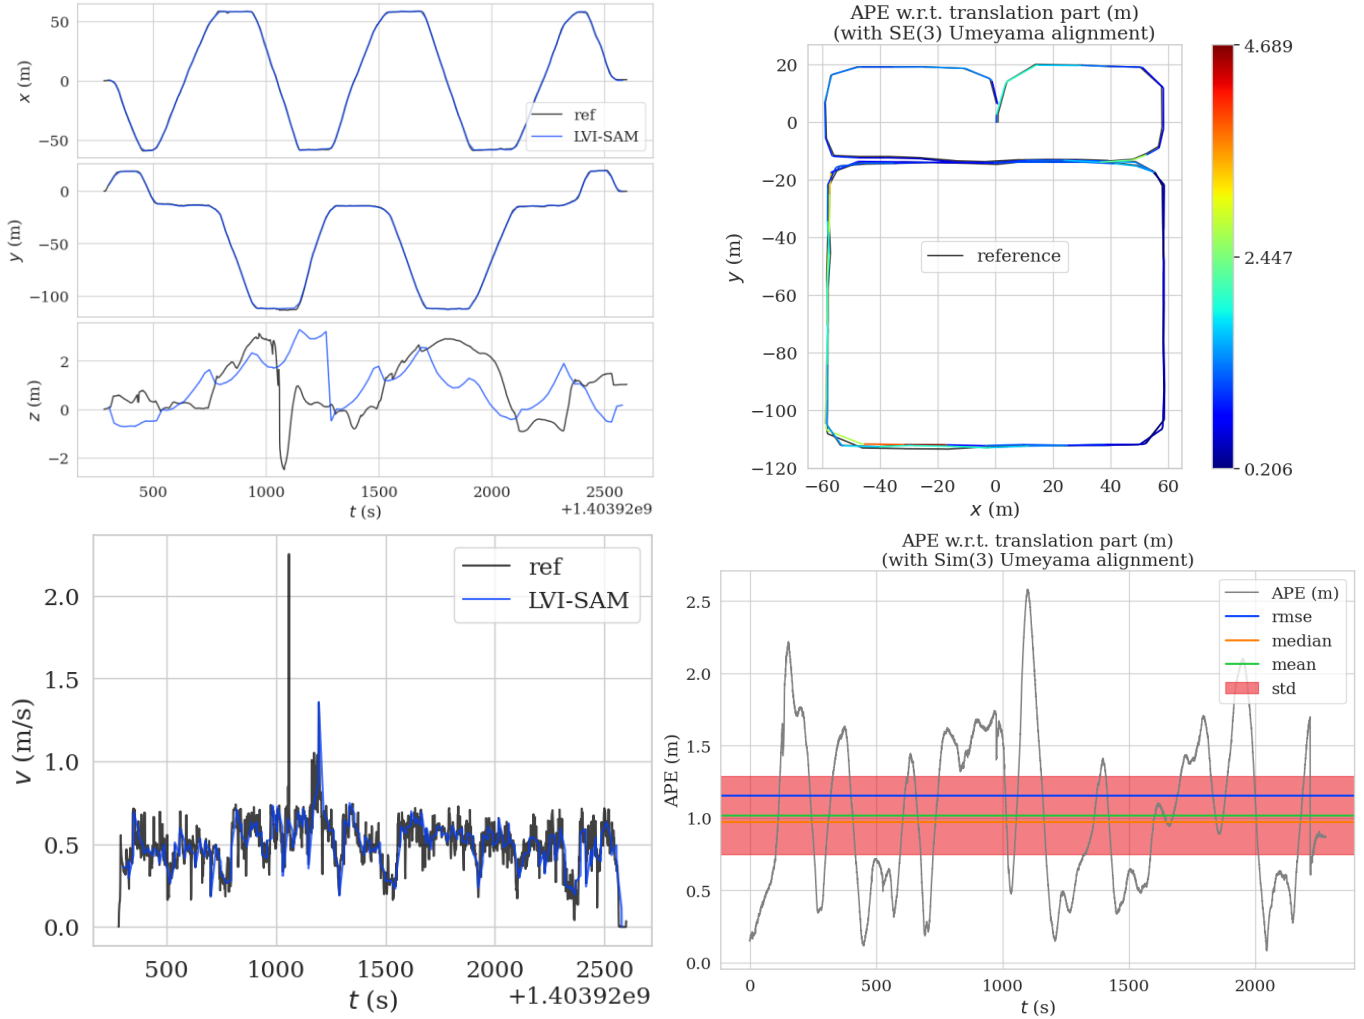 50
0
−50
x (m)
ref
LVI-SAM
0
−50
−100
y (m)
2
0
−2
z (m)
500
1000
1500
2000
2500
t (s)
+1.40392e9
APE w.r.t. translation part (m)
(with SE(3) Umeyama alignment)
20
0
−20
−40
−60
−80
−100
−120
y (m)
reference
−60
−40
−20
0
20
40
60
x (m)
4.689
2.447
0.206
2.0
1.5
1.0
0.5
0.0
v (m/s)
ref
LVI-SAM
500
1000
1500
2000
2500
t (s)
+1.40392e9
APE w.r.t. translation part (m)
(with Sim(3) Umeyama alignment)
2.5
2.0
1.5
1.0
0.5
0.0
APE (m)
APE (m)
rmse
median
mean
std
0
500
1000
1500
2000
t (s)